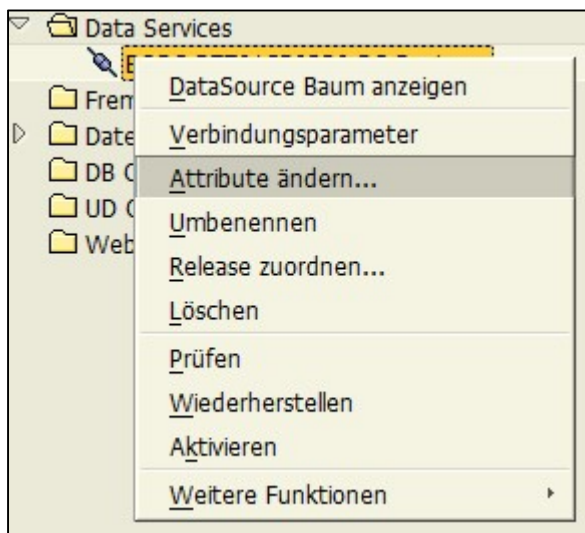 Data Services
DataSource Baum anzeigen
Verbindungsparameter
Attribute ändern...
Umbenennen
Release zuordnen...
Löschen
Prüfen
Wiederherstellen
Aktivieren
Weitere Funktionen
Frem
Date
DB
UD
Web